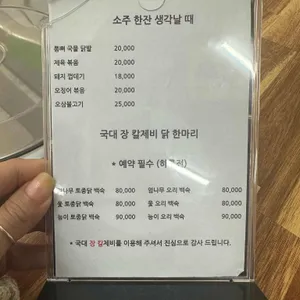 소주 한잔 생각날 때
통뼈 국물 닭발 20,000
제육 볶음 20,000
돼지 껍데기 18,000
오징어 볶음 20,000
오삼불고기 25,000
국대 장 칼제비 닭 한마리
* 예약 필수
엄나무 토종닭 백숙 80,000 엄나무 오리 백숙 80,000
옻 토종닭 백숙 80,000 옻 오리 백숙 80,000
능이 토종닭 백숙 90,000 능이 오리 백숙 90,000
* 국대 장 칼제비를 이용해 주셔서 진심으로 감사 드립니다.